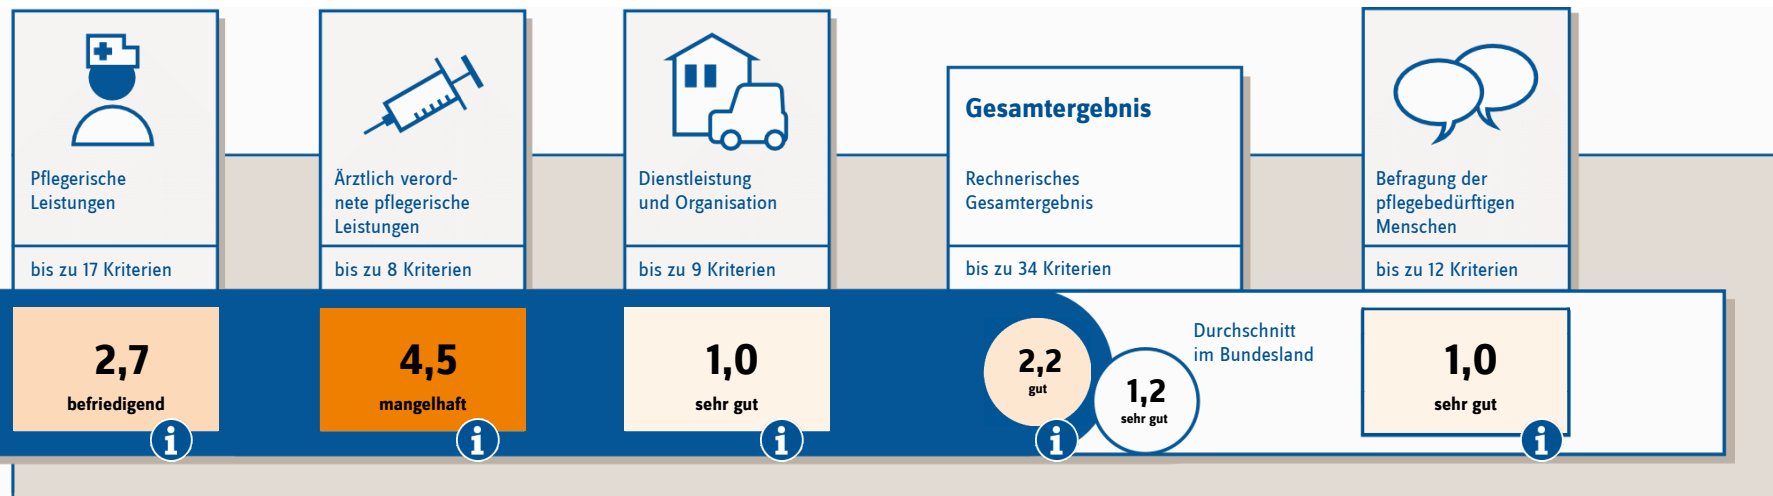 Pflegerische
Leistungen
bis zu 17 Kriterien
2,7
befriedigend
i
Ärztlich verord-
nete pflegerische
Leistungen
bis zu 8 Kriterien
4,5
mangelhaft
i
Dienstleistung
und Organisation
bis zu 9 Kriterien
1,0
sehr gut
i
Gesamtergebnis
Rechnerisches
Gesamtergebnis
bis zu 34 Kriterien
2,2
gut
i
Durchschnitt
im Bundesland
1,2
sehr gut
Befragung der
pflegebedürftigen
Menschen
bis zu 12 Kriterien
1,0
sehr gut
i